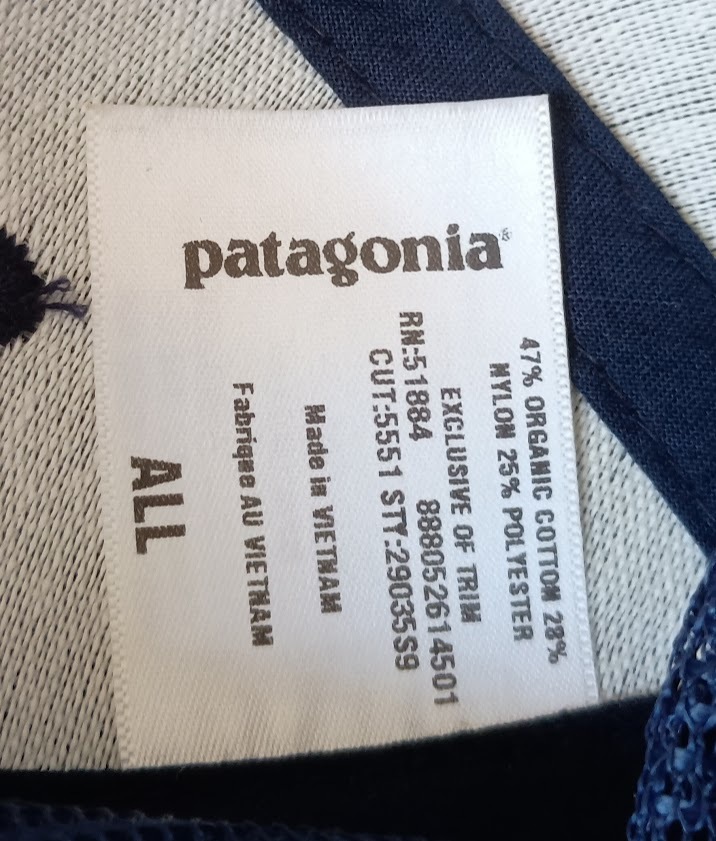 patagonia®
47% ORGANIC COTTON 28%
NYLON 25% POLYESTER
EXCLUSIVE OF TRIM
RN:51884 888052614501
CUT:5551 STY:29035S9
Made in VIETNAM
Fabriqee AU VIETNAM
ALL